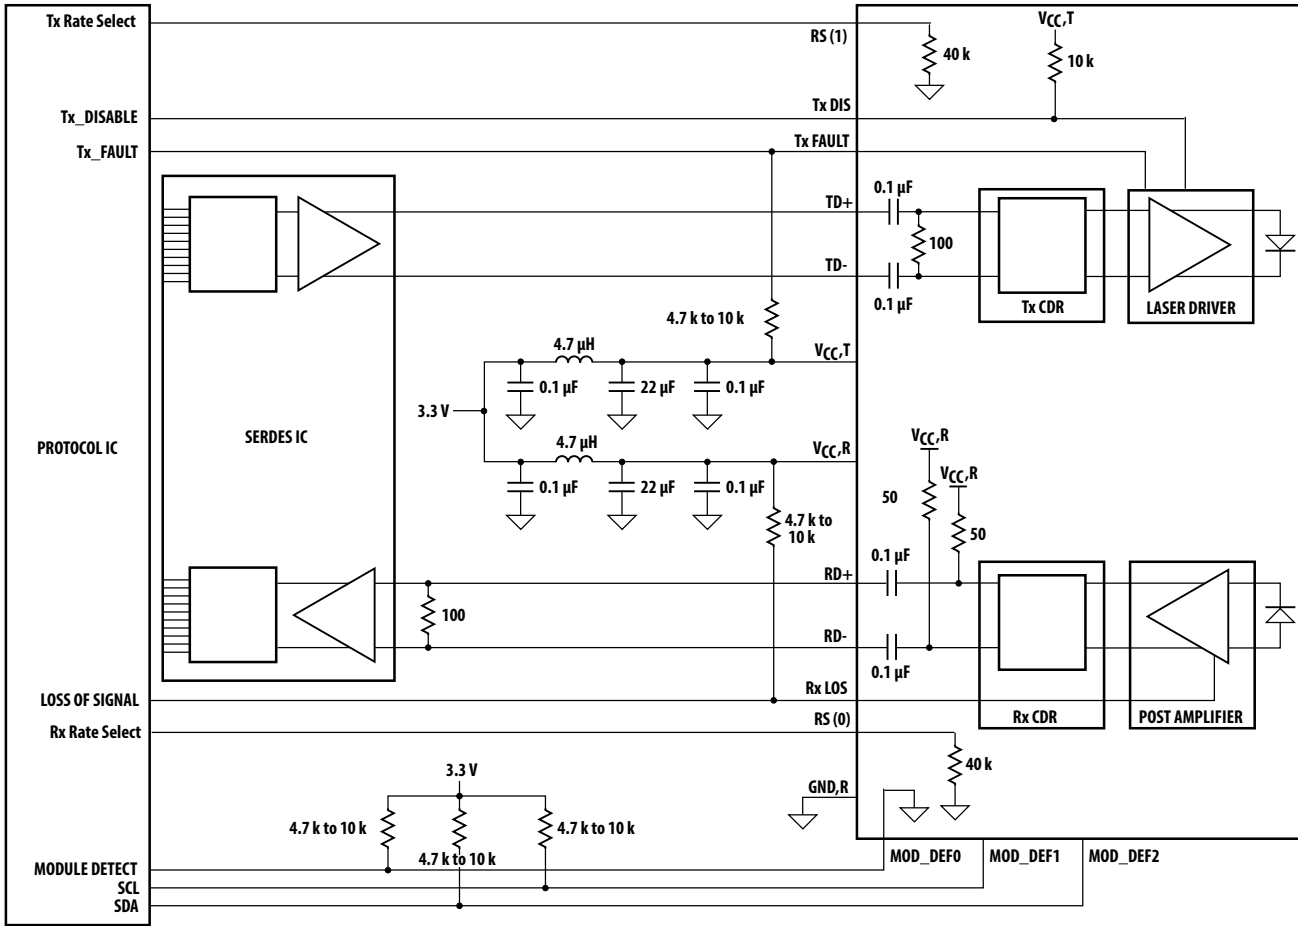 Tx Rate Select
RS (1)
40 k
VCC,T
10 k
Tx_DISABLE
Tx DIS
Tx_FAULT
Tx FAULT
0.1 µF
TD+
100
TD-
0.1 µF
Tx CDR
LASER DRIVER
4.7 k to 10 k
4.7 µH
VCC,T
0.1 µF
22 µF
0.1 µF
3.3 V
SERDES IC
PROTOCOL IC
4.7 µH
VCC,R
0.1 µF
22 µF
0.1 µF
4.7 k to
10 k
VCC,R
VCC,R
50
50
0.1 µF
RD+
100
RD-
0.1 µF
LOSS OF SIGNAL
Rx LOS
Rx CDR
POST AMPLIFIER
Rx Rate Select
RS (0)
40 k
3.3 V
GND,R
4.7 k to 10 k
4.7 k to 10 k
4.7 k to 10 k
MODULE DETECT
MOD_DEF0
MOD_DEF1
MOD_DEF2
SCL
SDA